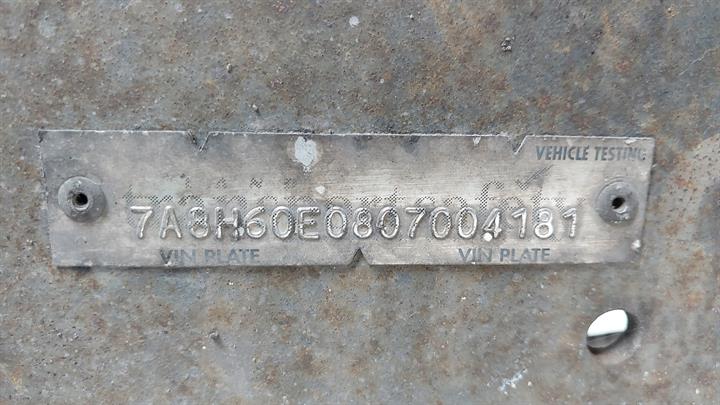 VEHICLE TESTING
7A8H60E0807004181
VIN PLATE VIN PLATE